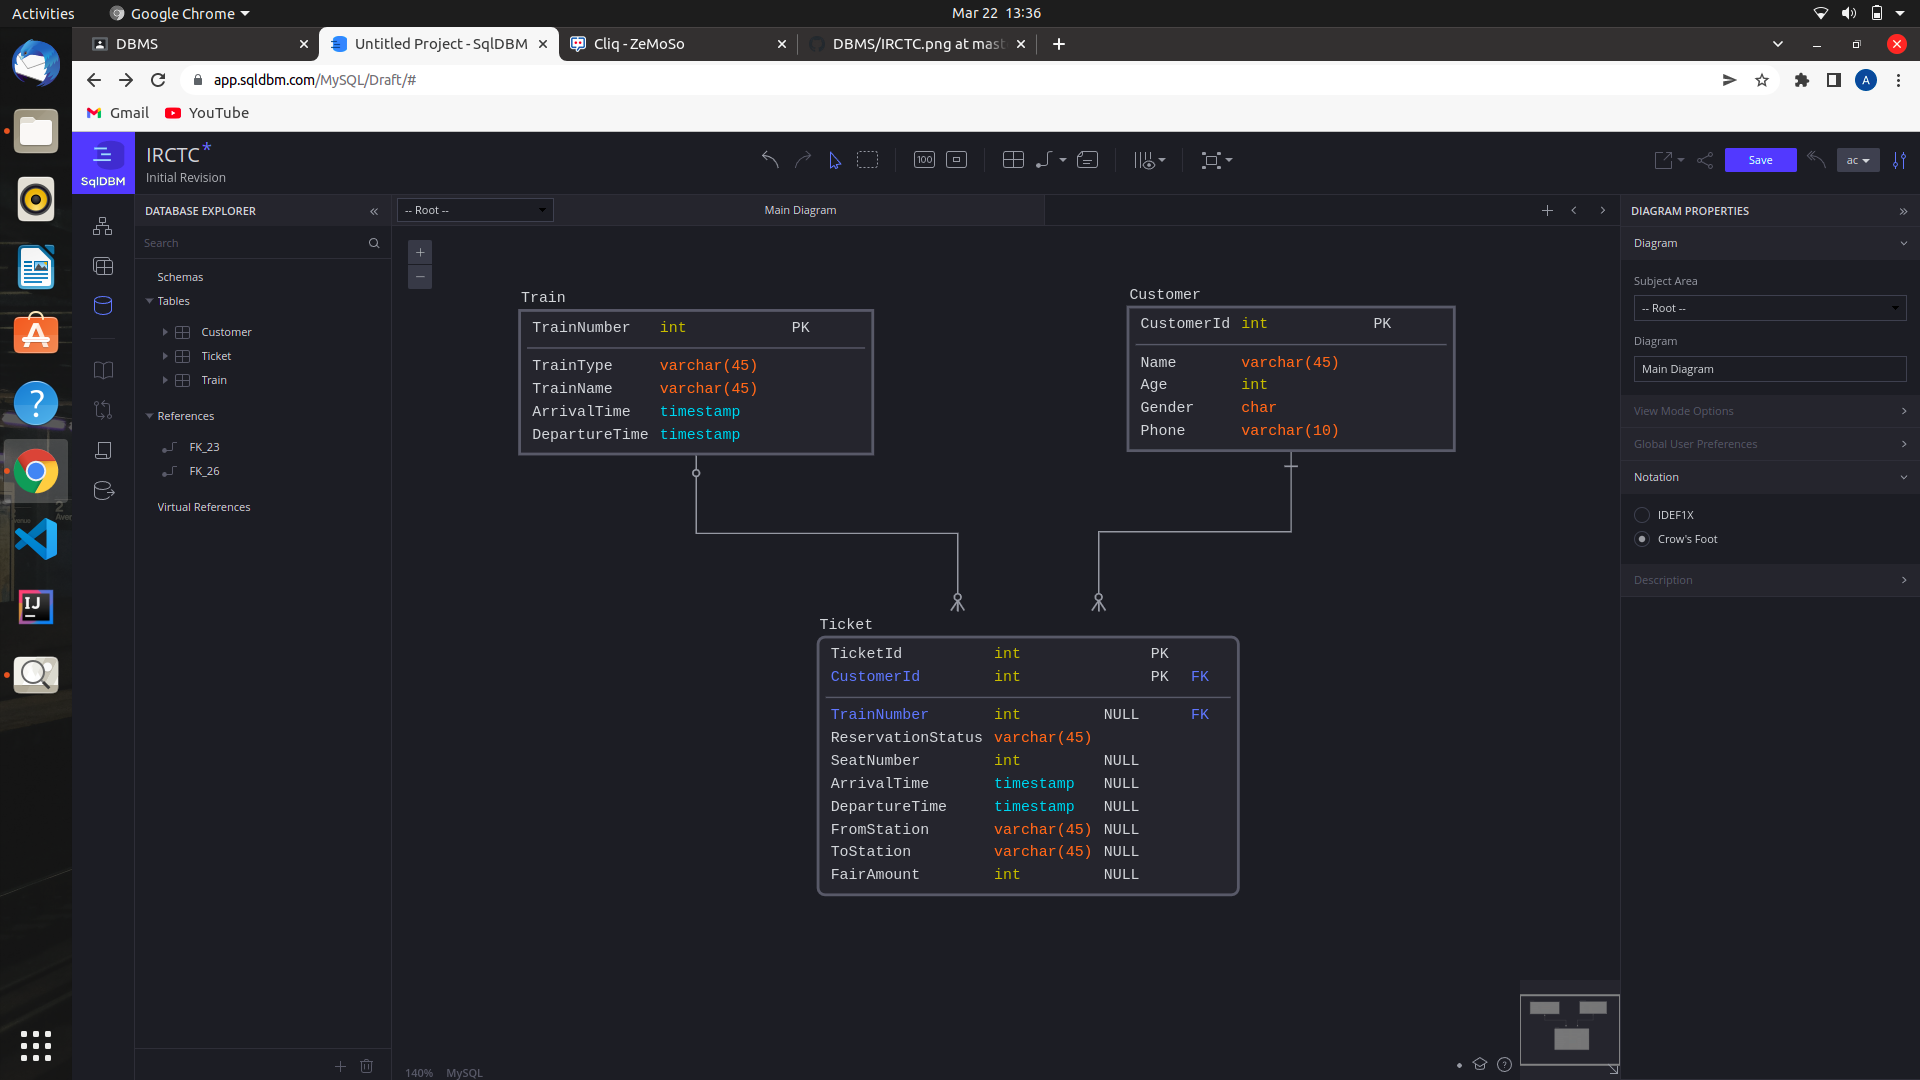 Activities
Google Chrome
Mar 22 13:36
DBMS
Untitled Project - SqlDBM
Cliq - ZeMoSo
DBMS/IRCTC.png at mast
app.sqldbm.com/MySQL/Draft/#
A
Gmail
YouTube
SqlDBM
IRCTC*
Initial Revision
100
Save
ac
DATABASE EXPLORER
-- Root --
Main Diagram
DIAGRAM PROPERTIES
Search
Schemas
Tables
Customer
Ticket
Train
References
FK_23
FK_26
Virtual References
Train
TrainNumber int PK
TrainType varchar(45)
TrainName varchar(45)
ArrivalTime timestamp
DepartureTime timestamp
Customer
CustomerId int PK
Name varchar(45)
Age int
Gender char
Phone varchar(10)
Ticket
TicketId int PK
CustomerId int PK FK
TrainNumber int NULL FK
ReservationStatus varchar(45)
SeatNumber int NULL
ArrivalTime timestamp NULL
DepartureTime timestamp NULL
FromStation varchar(45) NULL
ToStation varchar(45) NULL
FairAmount int NULL
Diagram
Subject Area
-- Root --
Diagram
Main Diagram
View Mode Options
Global User Preferences
Notation
IDEF1X
Crow's Foot
Description
140% MySQL
IJ